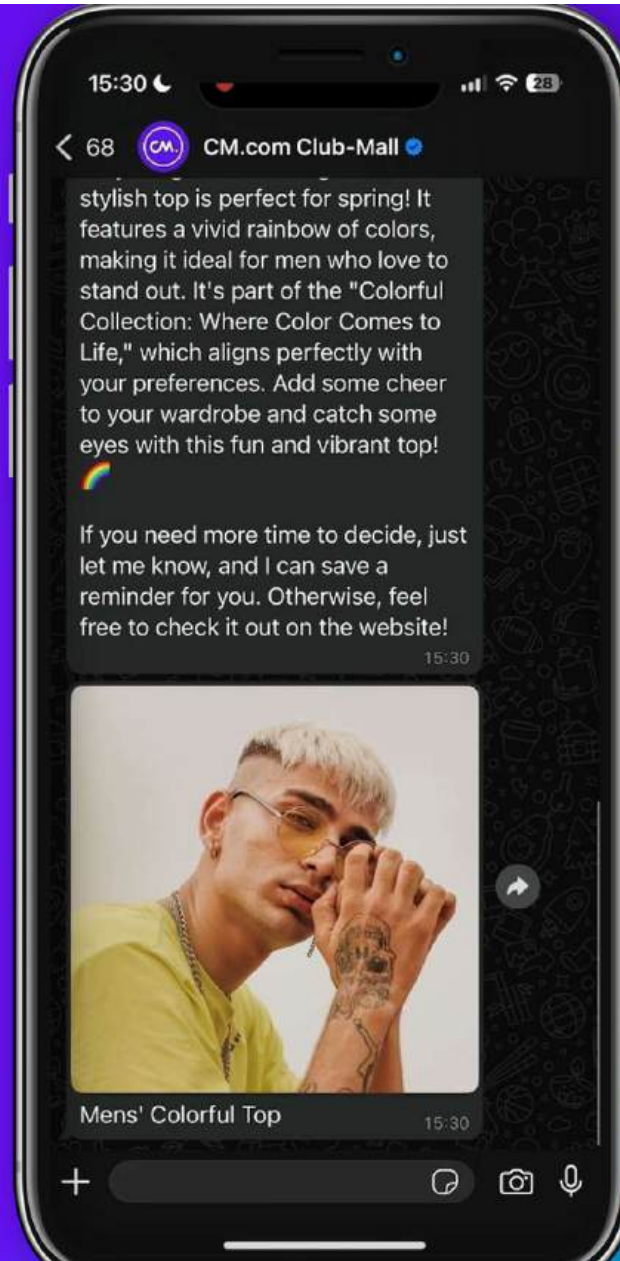 15:30
28
68
CM.
CM.com Club-Mall
stylish top is perfect for spring! It
features a vivid rainbow of colors,
making it ideal for men who love to
stand out. It's part of the "Colorful
Collection: Where Color Comes to
Life," which aligns perfectly with
your preferences. Add some cheer
to your wardrobe and catch some
eyes with this fun and vibrant top!
🌈
If you need more time to decide, just
let me know, and I can save a
reminder for you. Otherwise, feel
free to check it out on the website!
15:30
Mens' Colorful Top
15:30